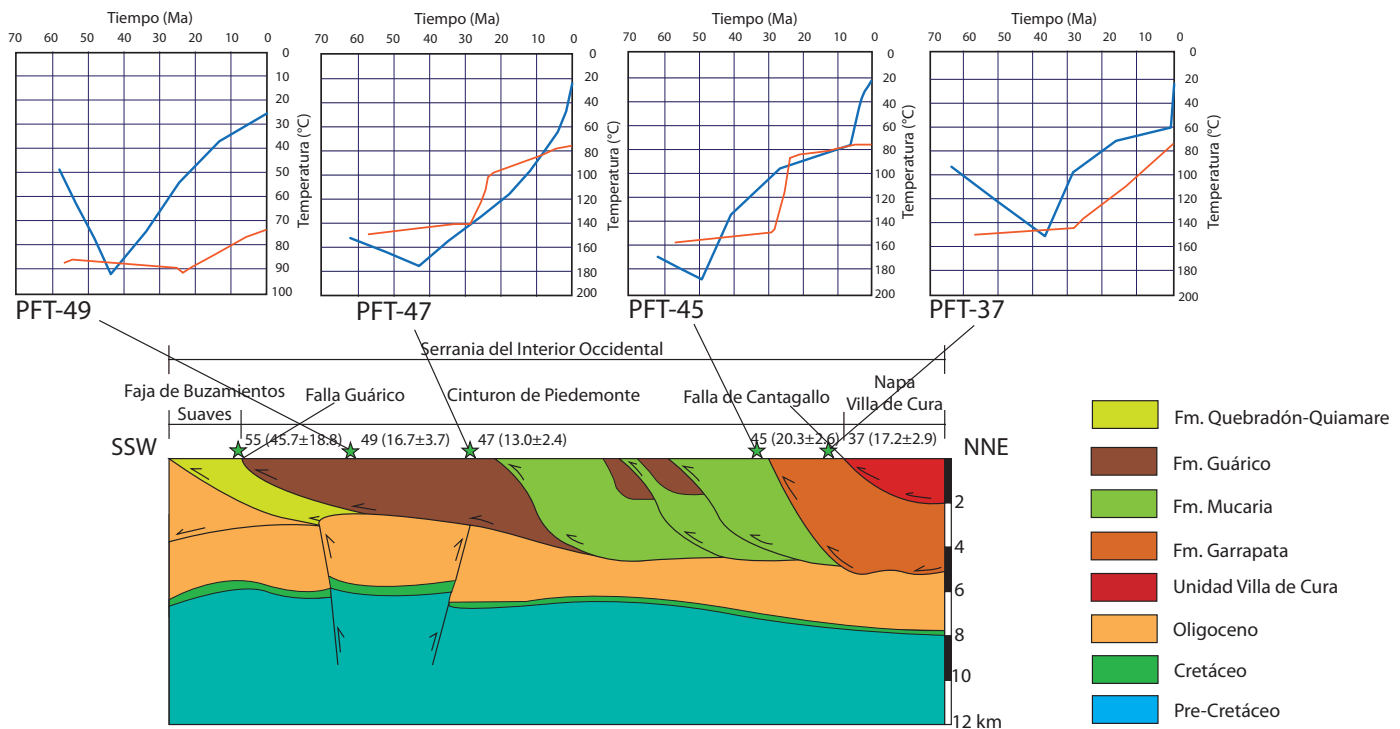 Tiempo (Ma)
70 60 50 40 30 20 10 0
0
10
20
30
40
50
60
70
80
90
100
Temperatura (°C)
PFT-49
Tiempo (Ma)
70 60 50 40 30 20 10 0
0
20
40
60
80
100
120
140
160
180
200
Temperatura (°C)
PFT-47
Tiempo (Ma)
70 60 50 40 30 20 10 0
0
20
40
60
80
100
120
140
160
180
200
Temperatura (°C)
PFT-45
Tiempo (Ma)
70 60 40 40 20 20 0
0
20
40
60
80
100
120
140
160
180
200
Temperatura (°C)
PFT-37
Serrania del Interior Occidental
Faja de Buzamientos
Suaves
Falla Guárico
Cinturon de Piedemonte
Falla de Cantagallo
Napa
Villa de Cura
SSW
55 (45.7±18.8)
49 (16.7±3.7)
47 (13.0±2.4)
45 (20.3±2.6)
37 (17.2±2.9)
NNE
2
4
6
8
10
12 km
Fm. Quebradón-Quiamare
Fm. Guárico
Fm. Mucaria
Fm. Garrapata
Unidad Villa de Cura
Oligoceno
Cretáceo
Pre-Cretáceo